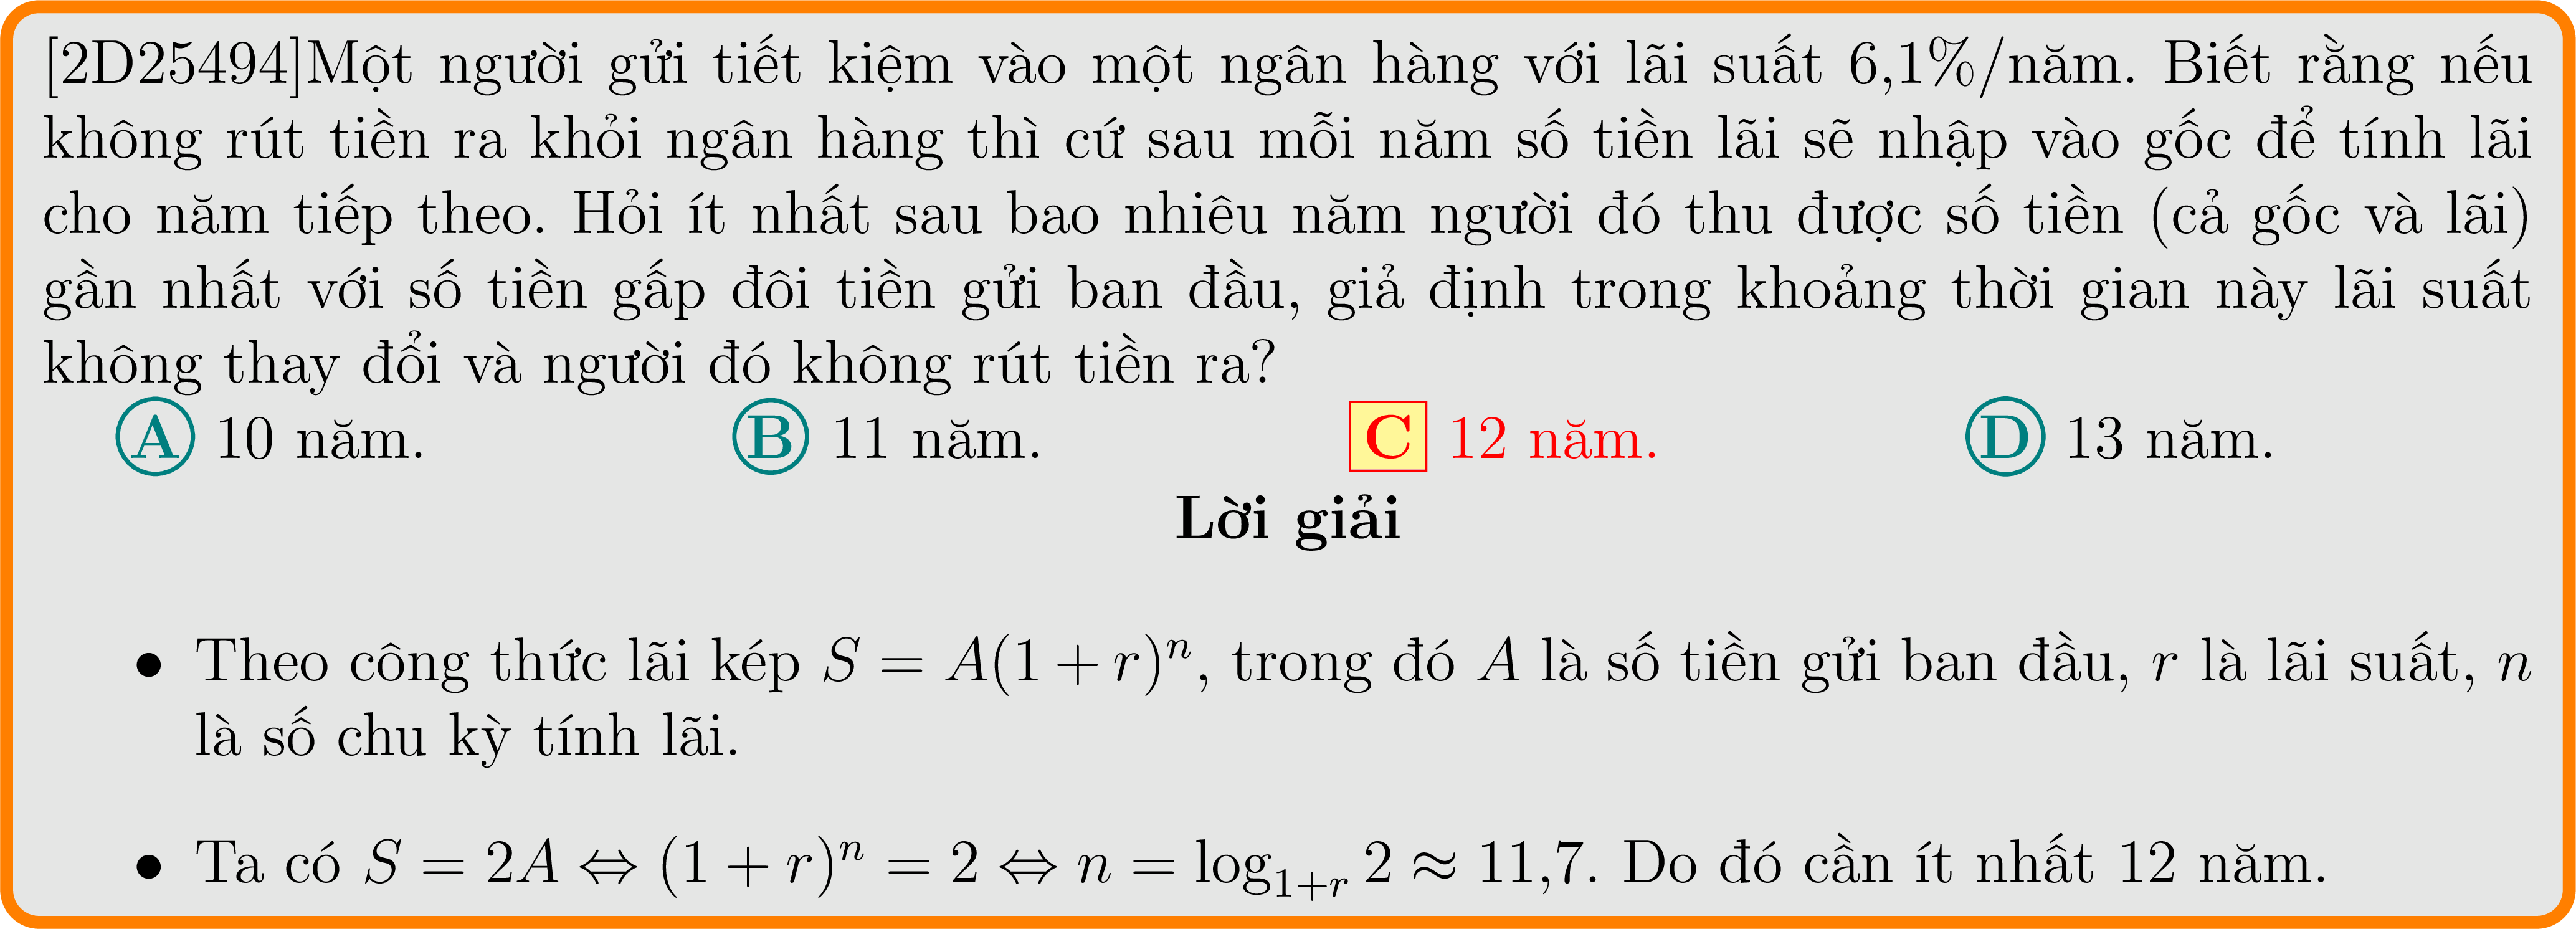 [2D25494]Một người gửi tiết kiệm vào một ngân hàng với lãi suất 6,1%/năm. Biết rằng nếu
không rút tiền ra khỏi ngân hàng thì cứ sau mỗi năm số tiền lãi sẽ nhập vào gốc để tính lãi
cho năm tiếp theo. Hỏi ít nhất sau bao nhiêu năm người đó thu được số tiền (cả gốc và lãi)
gần nhất với số tiền gấp đôi tiền gửi ban đầu, giả định trong khoảng thời gian này lãi suất
không thay đổi và người đó không rút tiền ra?
A 10 năm. B 11 năm. C 12 năm. D 13 năm.
Lời giải
• Theo công thức lãi kép $S = A(1 + r)^n$, trong đó $A$ là số tiền gửi ban đầu, $r$ là lãi suất, $n$
là số chu kỳ tính lãi.
• Ta có $S = 2A \Leftrightarrow (1 + r)^n = 2 \Leftrightarrow n = \log_{1+r} 2 \approx 11{,}7$. Do đó cần ít nhất 12 năm.